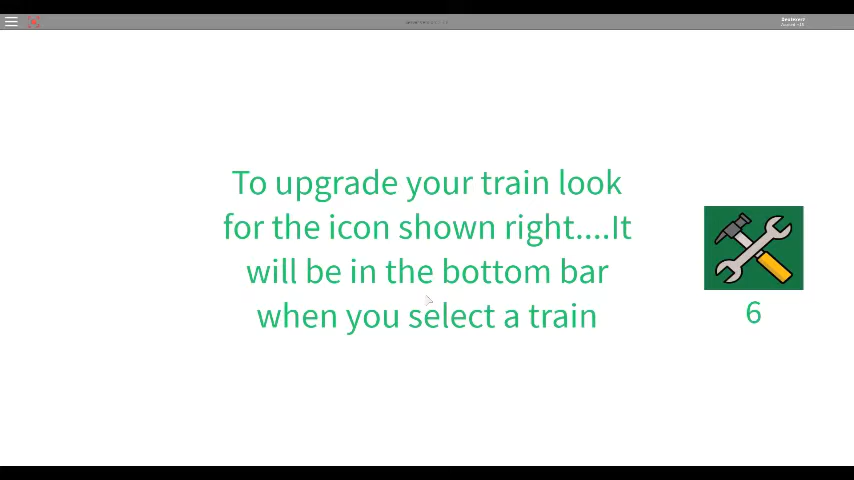 To upgrade your train look
for the icon shown right....It
will be in the bottom bar
when you select a train
6